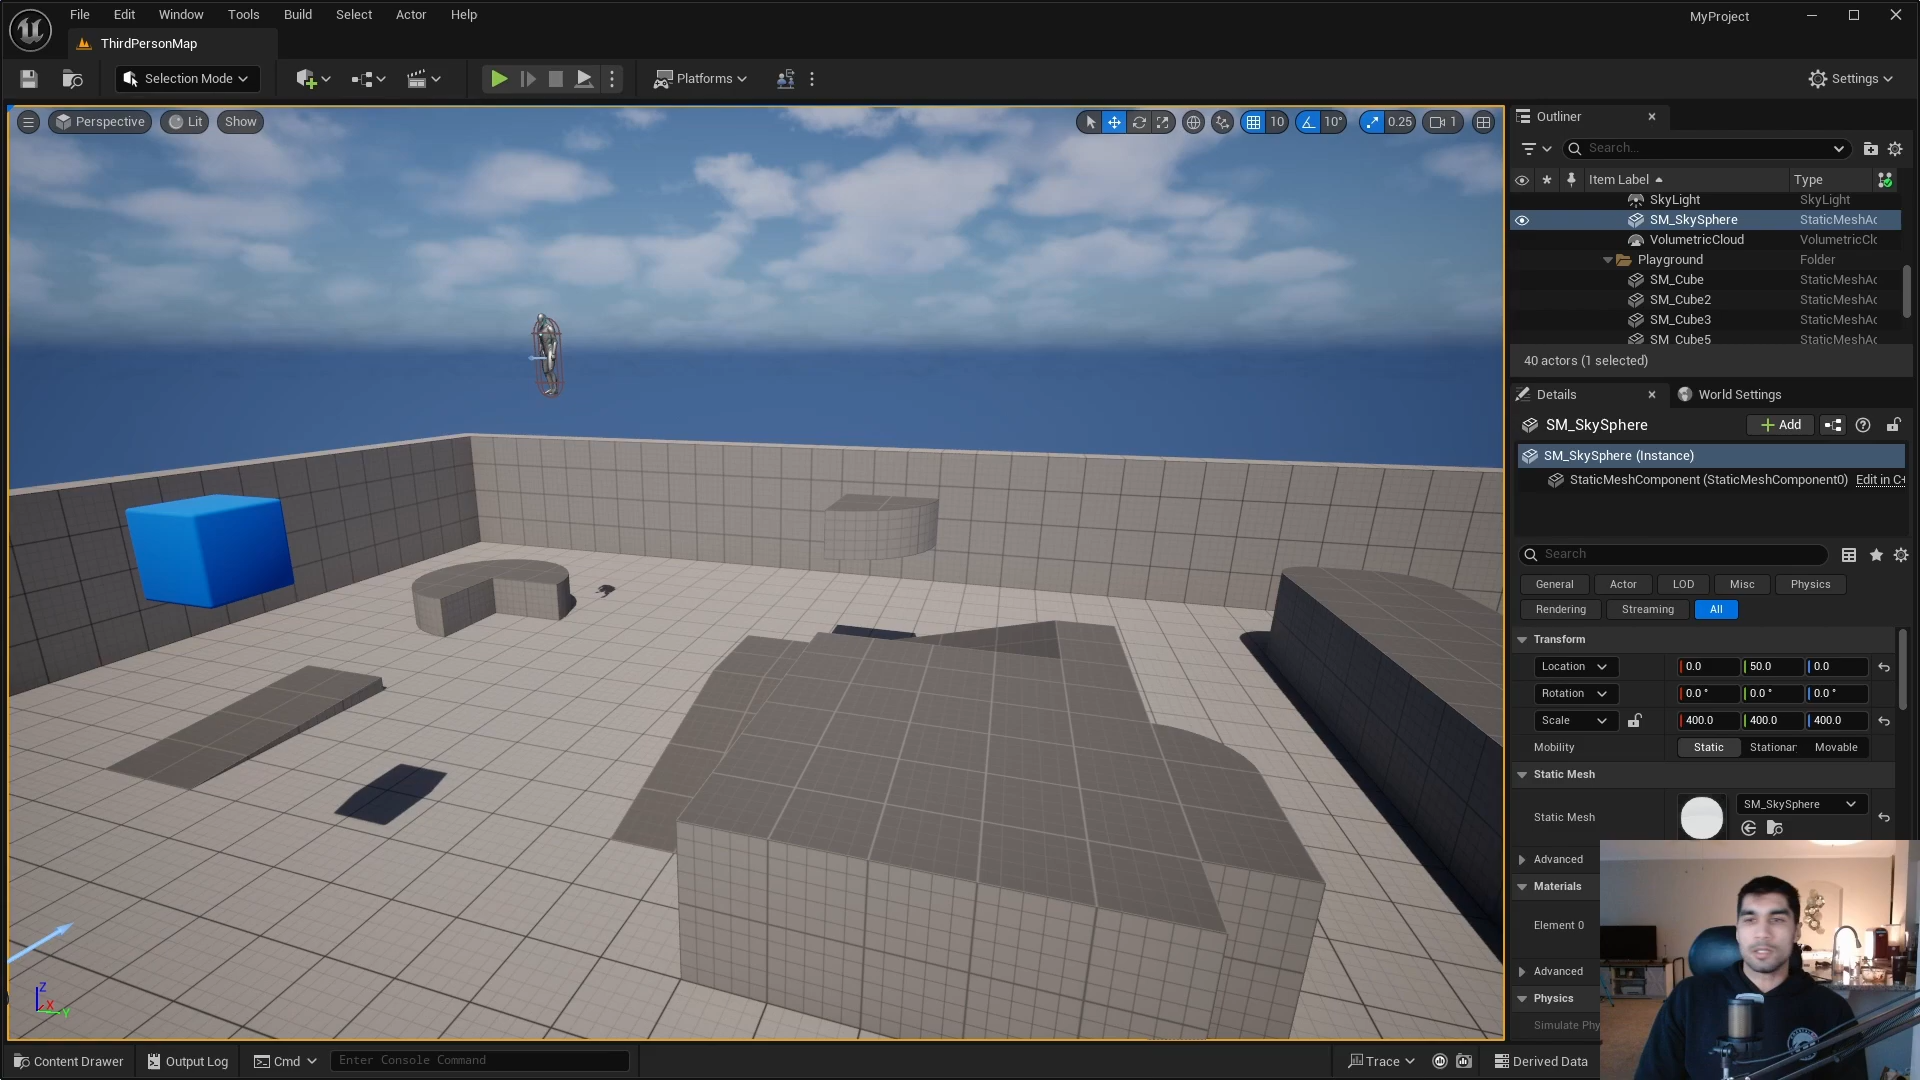 File Edit Window Tools Build Select Actor Help
MyProject
ThirdPersonMap
Selection Mode
Platforms
Settings
Perspective Lit Show
10 10° 0.25 1
Outliner
Search...
Item Label Type
SkyLight SkyLight
SM_SkySphere StaticMeshAc
VolumetricCloud VolumetricClc
Playground Folder
SM_Cube StaticMeshAc
SM_Cube2 StaticMeshAc
SM_Cube3 StaticMeshAc
SM_Cube5 StaticMeshAc
40 actors (1 selected)
Details World Settings
SM_SkySphere
Add
SM_SkySphere (Instance)
StaticMeshComponent (StaticMeshComponent0) Edit in C+
Search
General Actor LOD Misc Physics
Rendering Streaming All
Transform
Location 0.0 50.0 0.0
Rotation 0.0 ° 0.0 ° 0.0 °
Scale 400.0 400.0 400.0
Mobility Static Stationar Movable
Static Mesh
Static Mesh SM_SkySphere
Advanced
Materials
Element 0
Advanced
Physics
Simulate Phy
Z
X
Y
Content Drawer Output Log Cmd Enter Console Command
Trace Derived Data